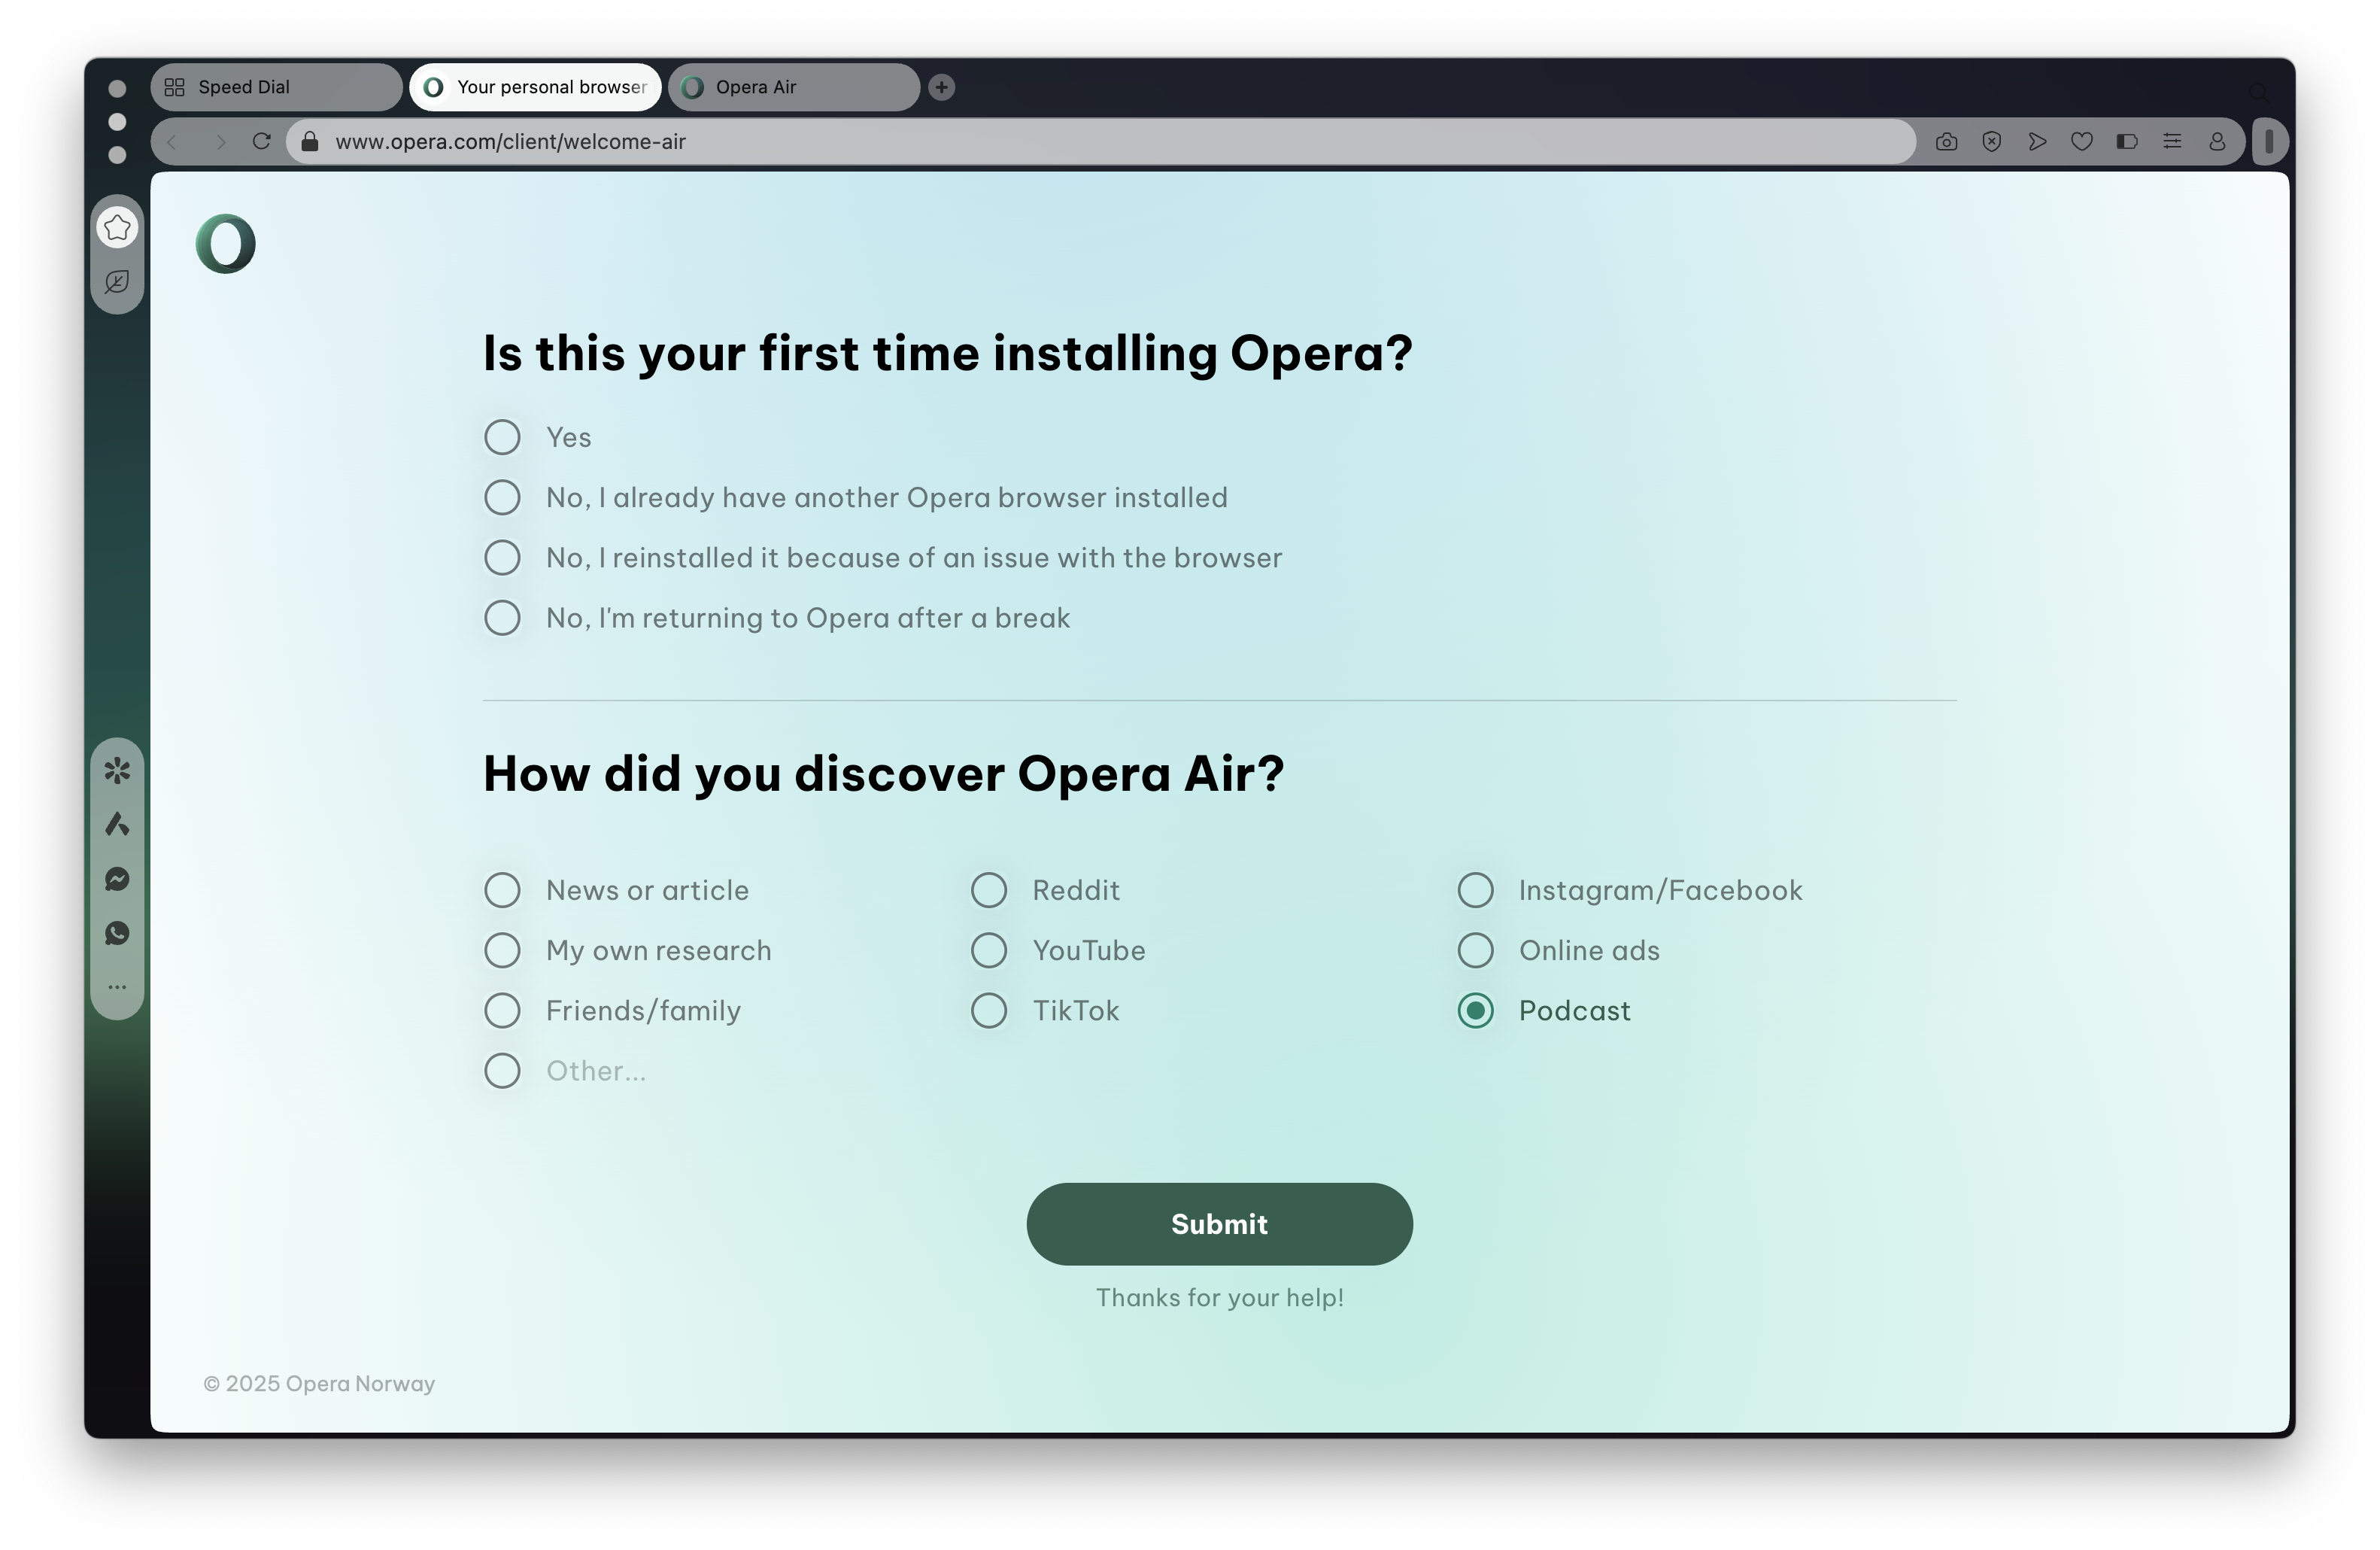 Speed Dial
Your personal browser
Opera Air
www.opera.com/client/welcome-air
Is this your first time installing Opera?
Yes
No, I already have another Opera browser installed
No, I reinstalled it because of an issue with the browser
No, I'm returning to Opera after a break
How did you discover Opera Air?
News or article
Reddit
Instagram/Facebook
My own research
YouTube
Online ads
Friends/family
TikTok
Podcast
Other...
Submit
Thanks for your help!
© 2025 Opera Norway